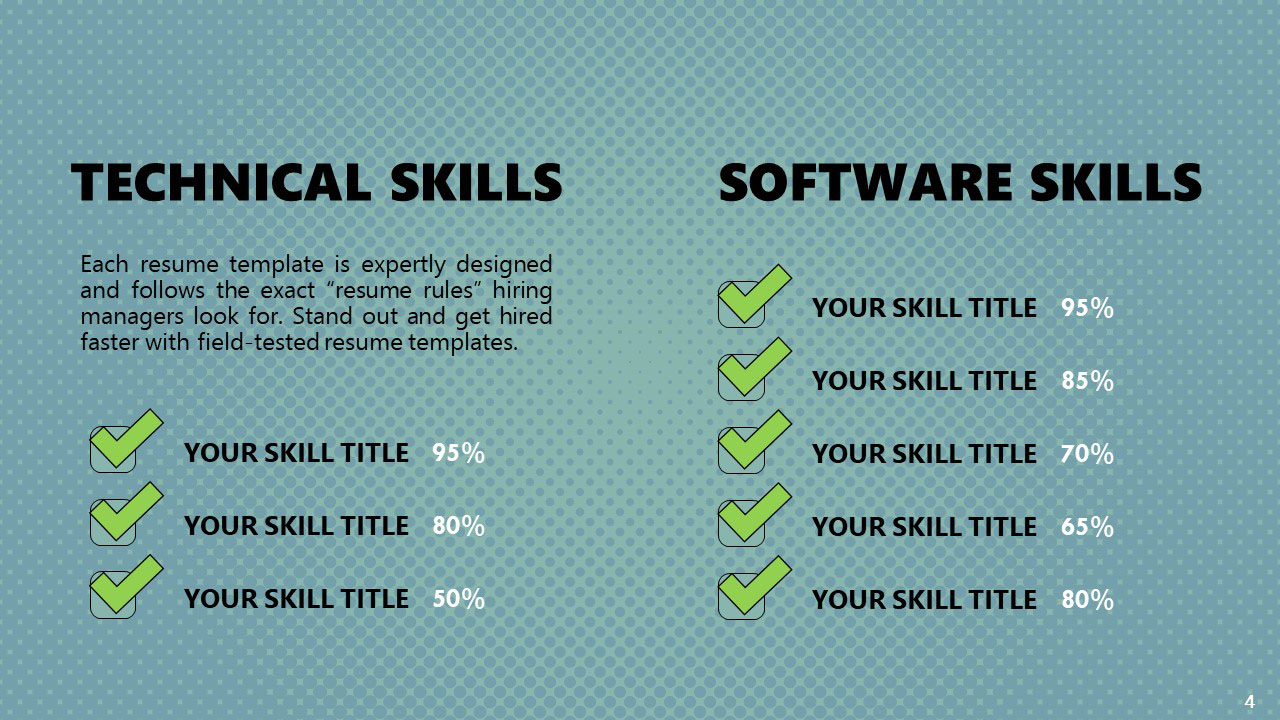 TECHNICAL SKILLS
Each resume template is expertly designed
and follows the exact “resume rules” hiring
managers look for. Stand out and get hired
faster with field-tested resume templates.
YOUR SKILL TITLE 95%
YOUR SKILL TITLE 80%
YOUR SKILL TITLE 50%
SOFTWARE SKILLS
YOUR SKILL TITLE 95%
YOUR SKILL TITLE 85%
YOUR SKILL TITLE 70%
YOUR SKILL TITLE 65%
YOUR SKILL TITLE 80%
4